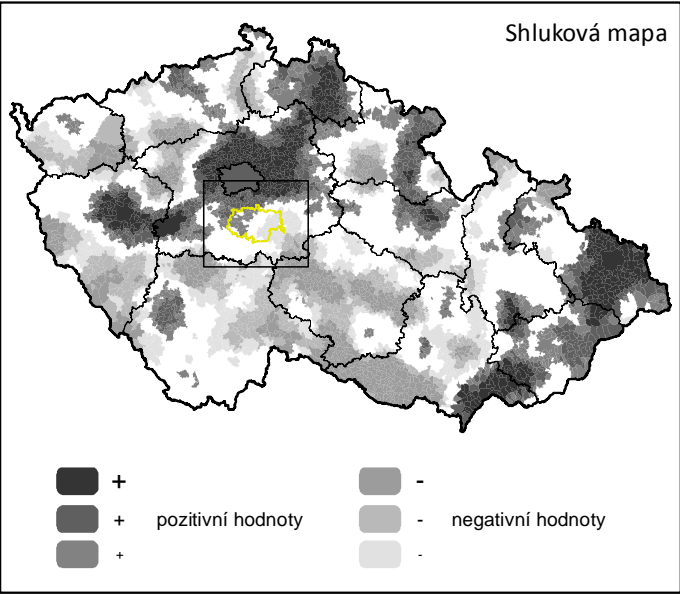 Shluková mapa
+ -
+ pozitivní hodnoty - negativní hodnoty
+ -